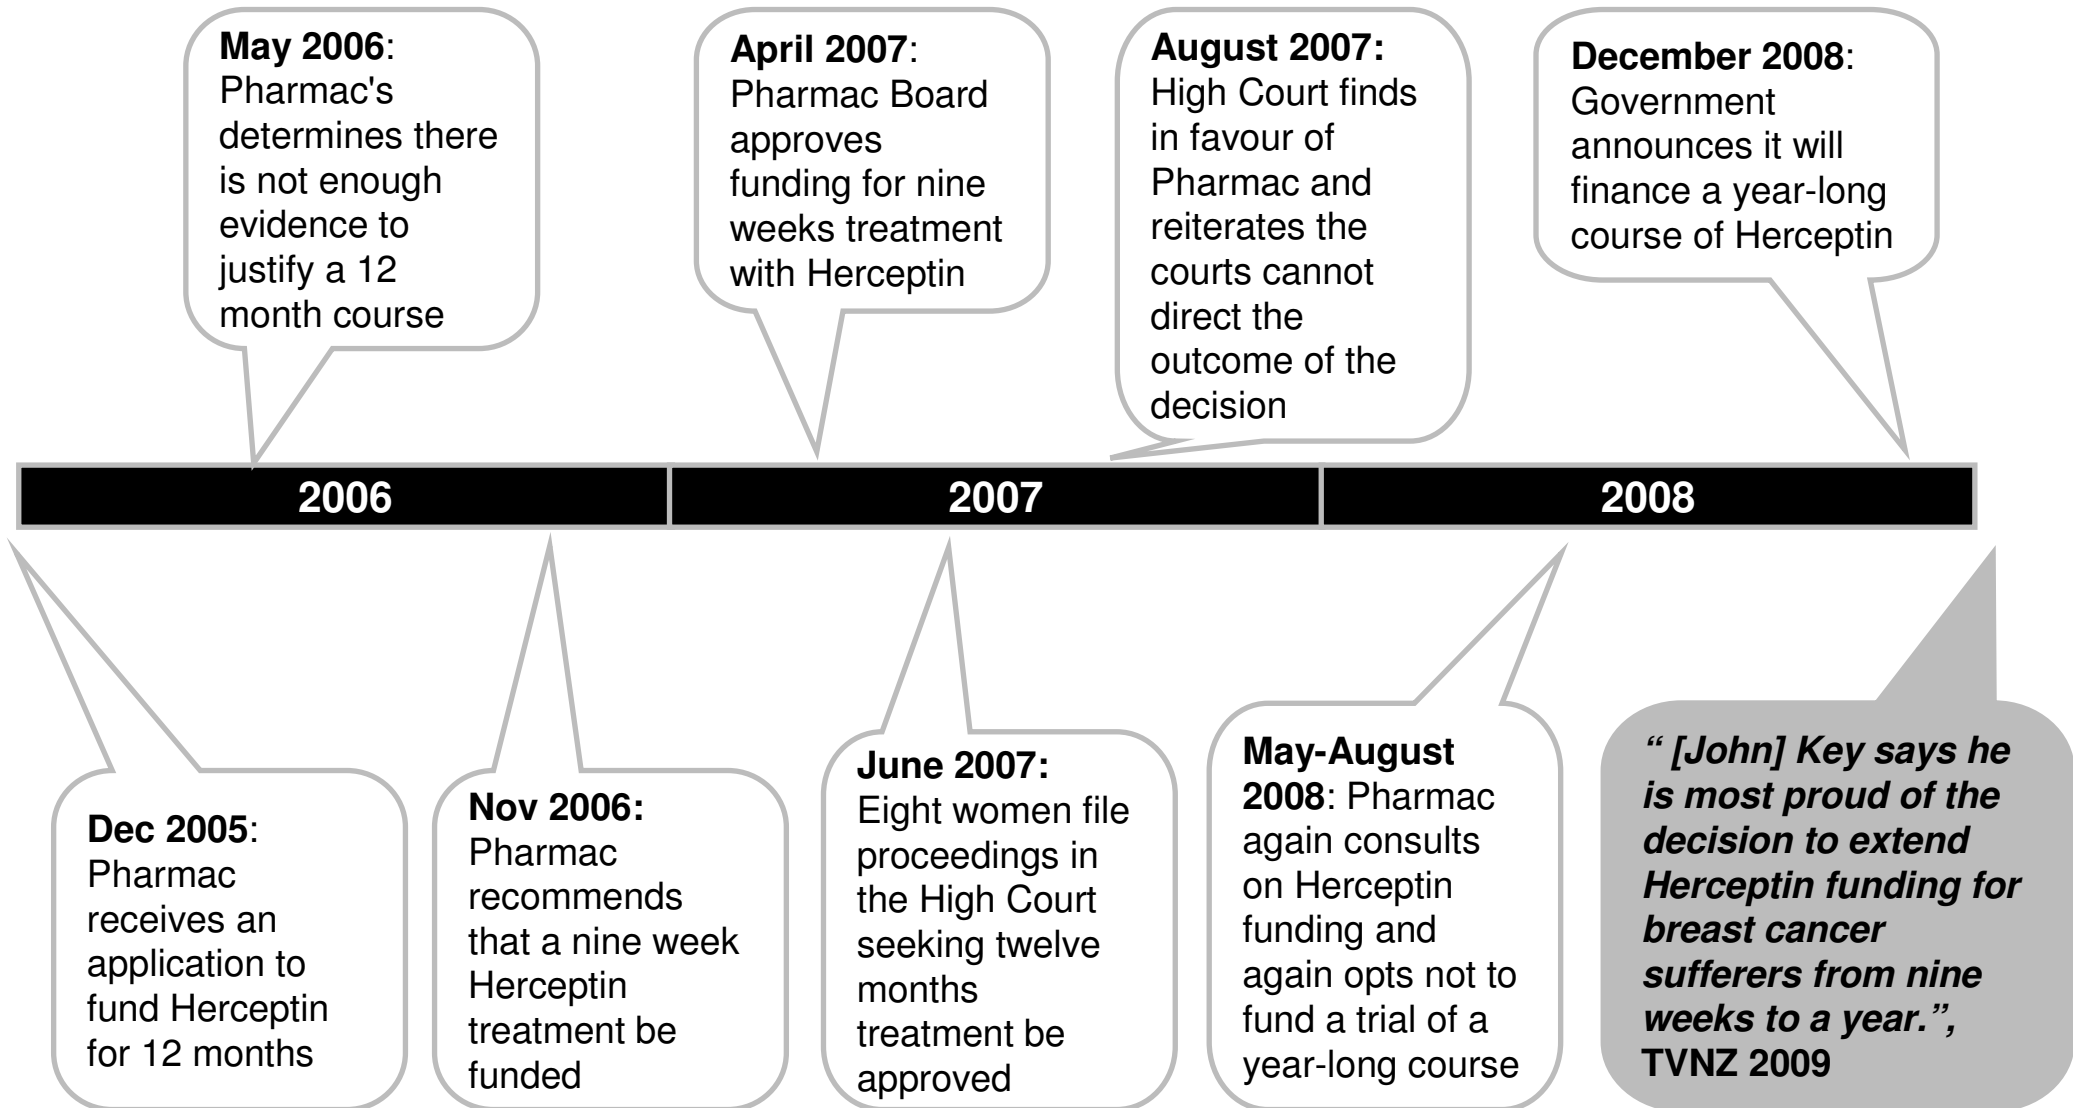 May 2006:
Pharmac's
determines there
is not enough
evidence to
justify a 12
month course
April 2007:
Pharmac Board
approves
funding for nine
weeks treatment
with Herceptin
August 2007:
High Court finds
in favour of
Pharmac and
reiterates the
courts cannot
direct the
outcome of the
decision
December 2008:
Government
announces it will
finance a year-long
course of Herceptin
2006
2007
2008
Dec 2005:
Pharmac
receives an
application to
fund Herceptin
for 12 months
Nov 2006:
Pharmac
recommends
that a nine week
Herceptin
treatment be
funded
June 2007:
Eight women file
proceedings in
the High Court
seeking twelve
months
treatment be
approved
May-August
2008: Pharmac
again consults
on Herceptin
funding and
again opts not to
fund a trial of a
year-long course
“ [John] Key says he
is most proud of the
decision to extend
Herceptin funding for
breast cancer
sufferers from nine
weeks to a year.”,
TVNZ 2009